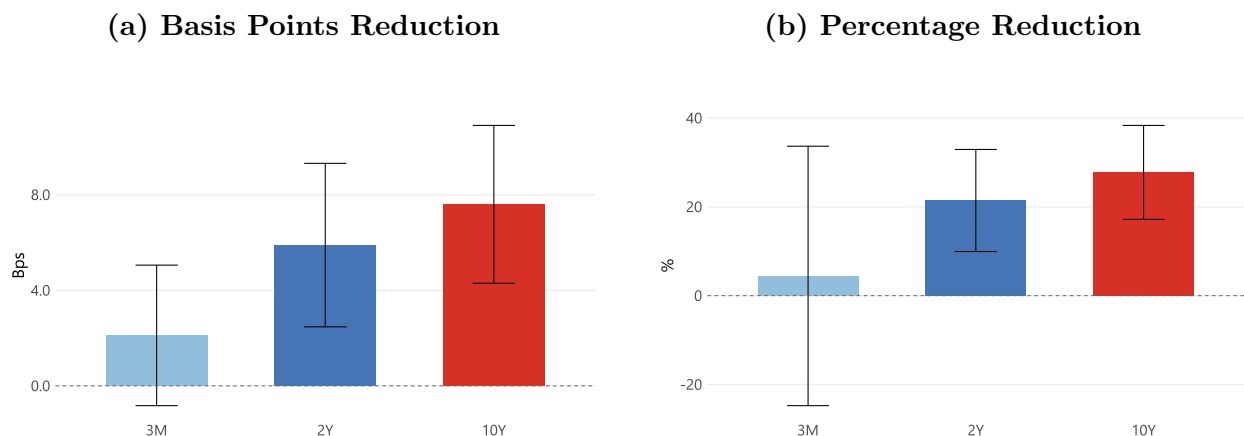 (a) Basis Points Reduction
8.0
4.0
0.0
Bps
3M
2Y
10Y
(b) Percentage Reduction
40
20
0
-20
%
3M
2Y
10Y